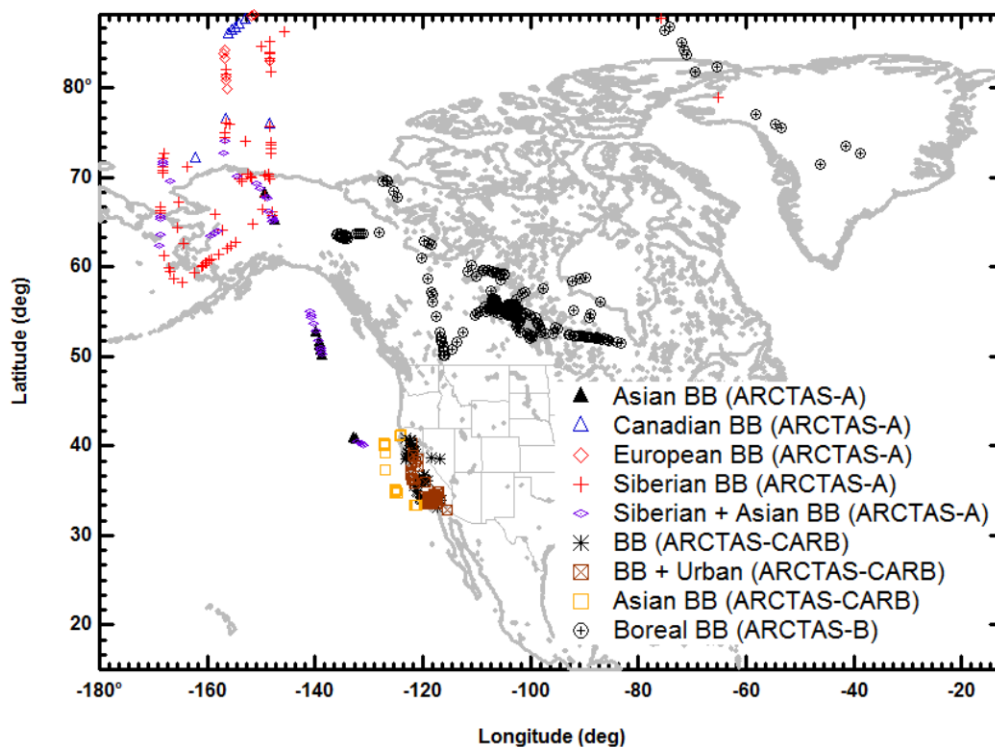 80°
70
60
50
40
30
20
-180°
-160
-140
-120
-100
-80
-60
-40
-20
Latitude (deg)
Longitude (deg)
Asian BB (ARCTAS-A)
Canadian BB (ARCTAS-A)
European BB (ARCTAS-A)
Siberian BB (ARCTAS-A)
Siberian + Asian BB (ARCTAS-A)
BB (ARCTAS-CARB)
BB + Urban (ARCTAS-CARB)
Asian BB (ARCTAS-CARB)
Boreal BB (ARCTAS-B)